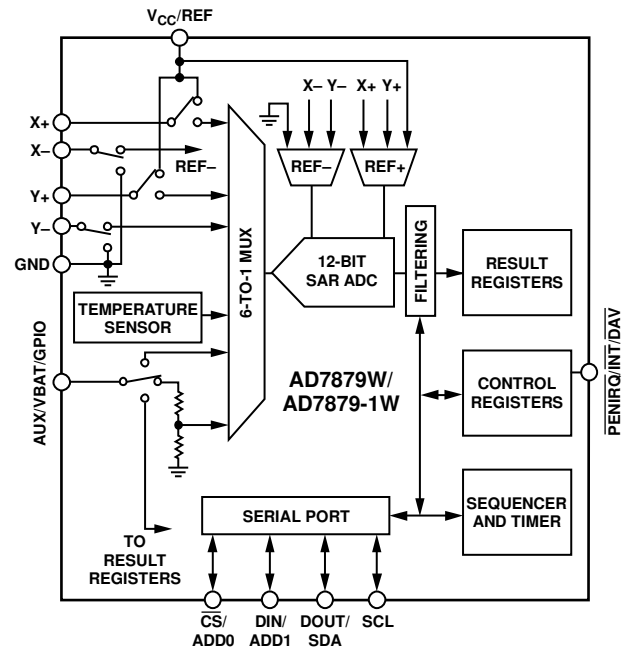 VCC/REF
X– Y– X+ Y+
X+
X–
REF–
Y+
Y–
GND
REF–
REF+
6-TO-1 MUX
12-BIT
SAR ADC
FILTERING
RESULT
REGISTERS
TEMPERATURE
SENSOR
AUX/VBAT/GPIO
AD7879W/
AD7879-1W
CONTROL
REGISTERS
PENIRQ/INT/DAV
SERIAL PORT
SEQUENCER
AND TIMER
TO
RESULT
REGISTERS
CS/
ADD0
DIN/
ADD1
DOUT/
SDA
SCL